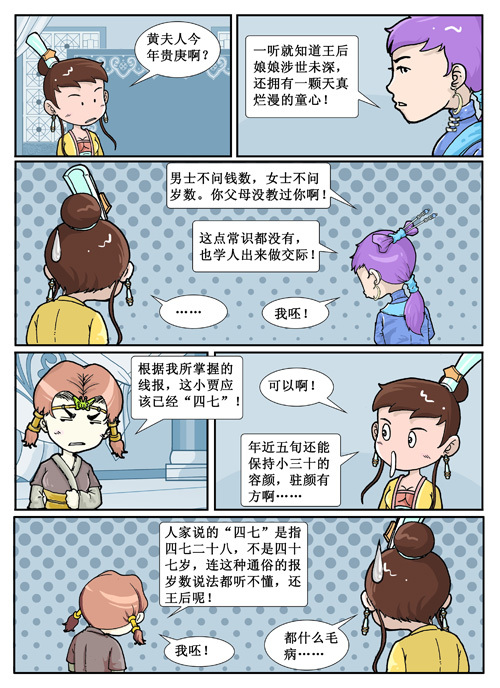 黄夫人今
年贵庚啊？
一听就知道王后
娘娘涉世未深，
还拥有一颗天真
烂漫的童心！
男士不问钱数，女士不问
岁数。你父母没教过你啊！
这点常识都没有，
也学人出来做交际！
……
我呸！
根据我所掌握的
线报，这小贾应
该已经“四七”！
可以啊！
年近五旬还能
保持小三十的
容颜，驻颜有
方啊……
人家说的“四七”是指
四七二十八，不是四十
七岁，连这种通俗的报
岁数说法都听不懂，还
王后呢！
我呸！
都什么毛
病……